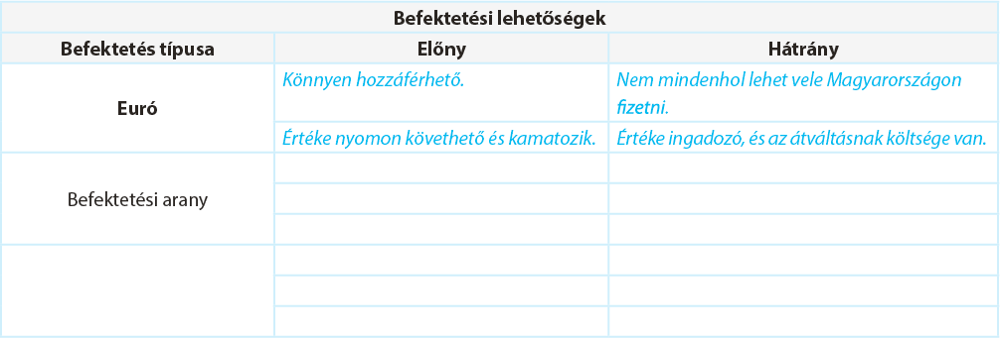 Befektetési lehetőségek
Befektetés típusa Előny Hátrány
Euró
Könnyen hozzáférhető.
Nem mindenhol lehet vele Magyarországon
fizetni.
Értéke nyomon követhető és kamatozik.
Értéke ingadozó, és az átváltásnak költsége van.
Befektetési arany